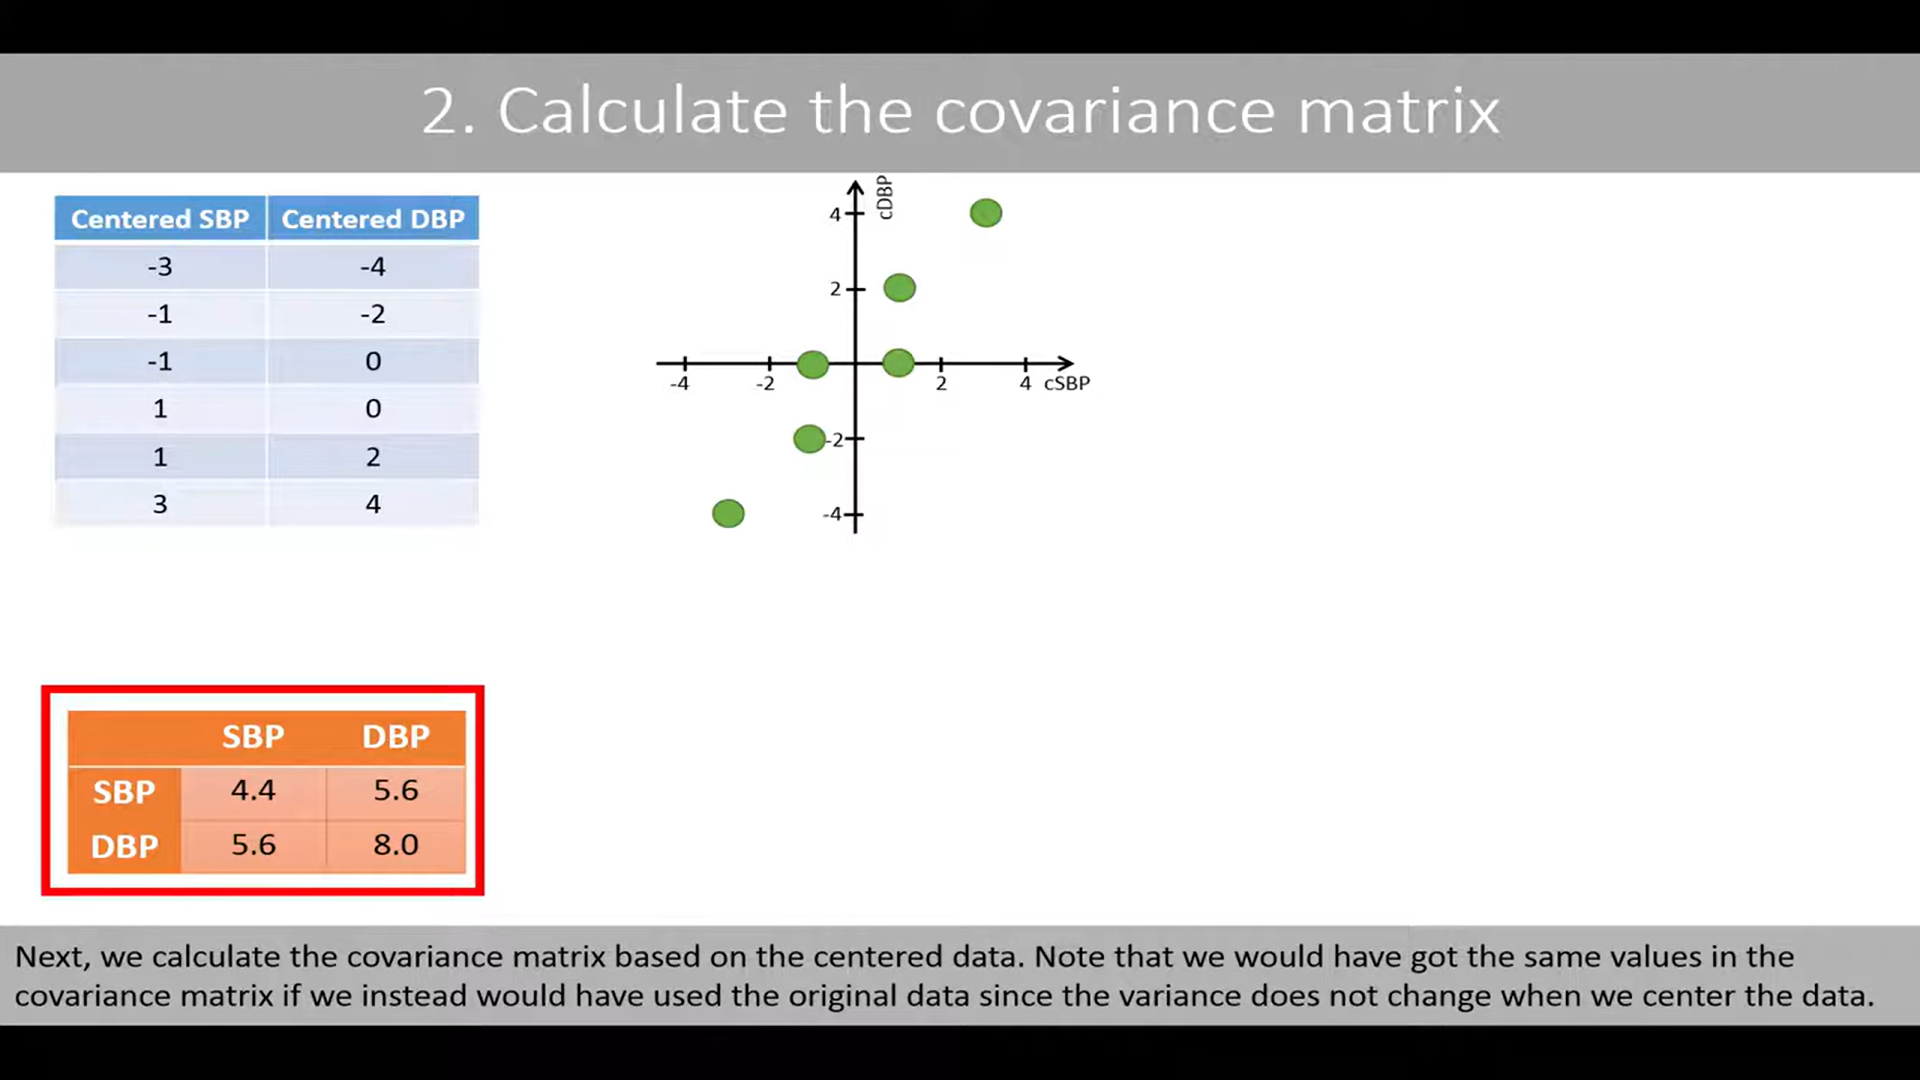 2. Calculate the covariance matrix
Centered SBP Centered DBP
-3 -4
-1 -2
-1 0
1 0
1 2
3 4
cDBP
4
2
-4 -2 2 4 cSBP
-2
-4
SBP DBP
SBP 4.4 5.6
DBP 5.6 8.0
Next, we calculate the covariance matrix based on the centered data. Note that we would have got the same values in the
covariance matrix if we instead would have used the original data since the variance does not change when we center the data.